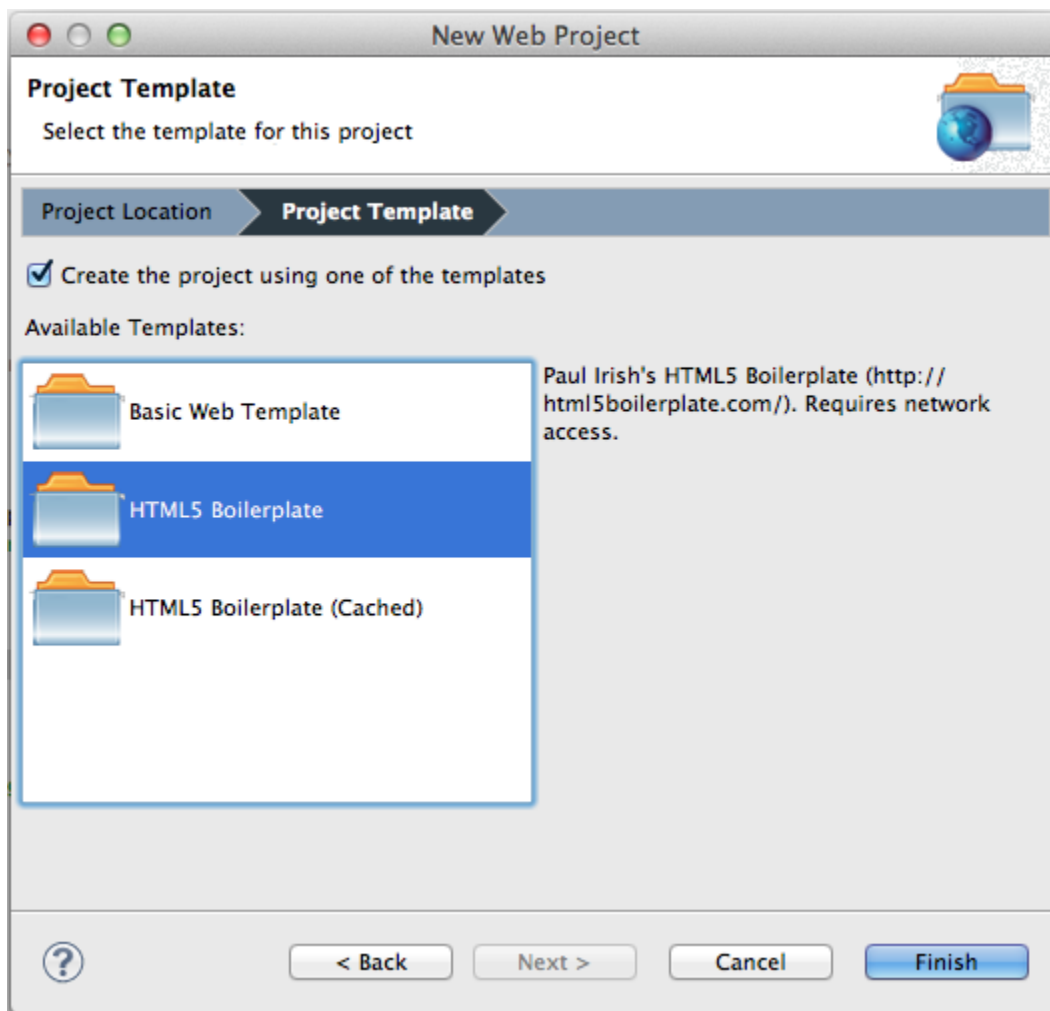 New Web Project
Project Template
Select the template for this project
Project Location
Project Template
Create the project using one of the templates
Available Templates:
Basic Web Template
HTML5 Boilerplate
HTML5 Boilerplate (Cached)
Paul Irish's HTML5 Boilerplate (http://
html5boilerplate.com/). Requires network
access.
?
< Back
Next >
Cancel
Finish